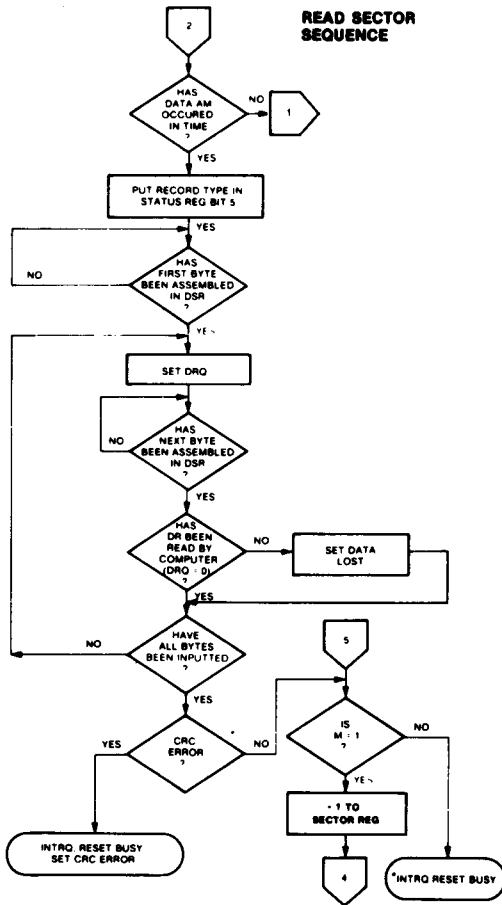 READ SECTOR
SEQUENCE
2
HAS
DATA AM
OCCURED
IN TIME
?
NO
1
YES
PUT RECORD TYPE IN
STATUS REG BIT 5
YES
NO
HAS
FIRST BYTE
BEEN ASSEMBLED
IN DSR
?
YES
SET DRQ
NO
HAS
NEXT BYTE
BEEN ASSEMBLED
IN DSR
?
YES
HAS
DR BEEN
READ BY
COMPUTER
(DRQ = 0)
?
NO
SET DATA
LOST
YES
NO
HAVE
ALL BYTES
BEEN INPUTTED
?
5
YES
YES
CRC
ERROR
?
NO
IS
M = 1
?
NO
YES
- 1 TO
SECTOR REG
INTRQ. RESET BUSY
SET CRC ERROR
4
*INTRQ RESET BUSY